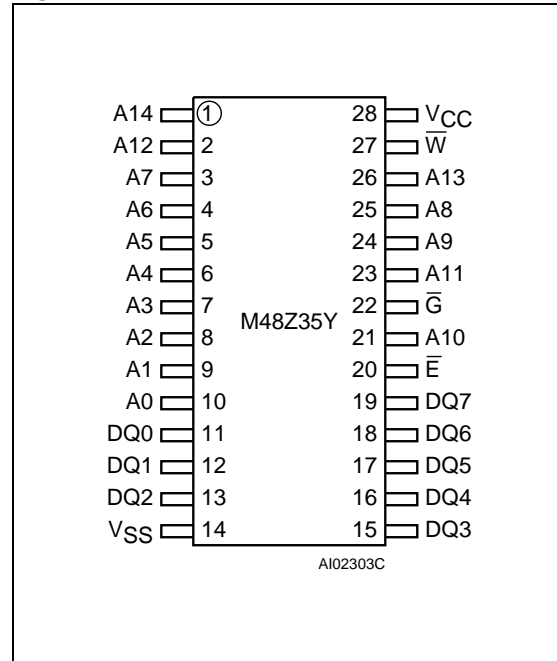 A14 1 28 VCC
A12 2 27 W̅
A7 3 26 A13
A6 4 25 A8
A5 5 24 A9
A4 6 23 A11
A3 7 22 G̅
M48Z35Y
A2 8 21 A10
A1 9 20 E̅
A0 10 19 DQ7
DQ0 11 18 DQ6
DQ1 12 17 DQ5
DQ2 13 16 DQ4
VSS 14 15 DQ3
AI02303C